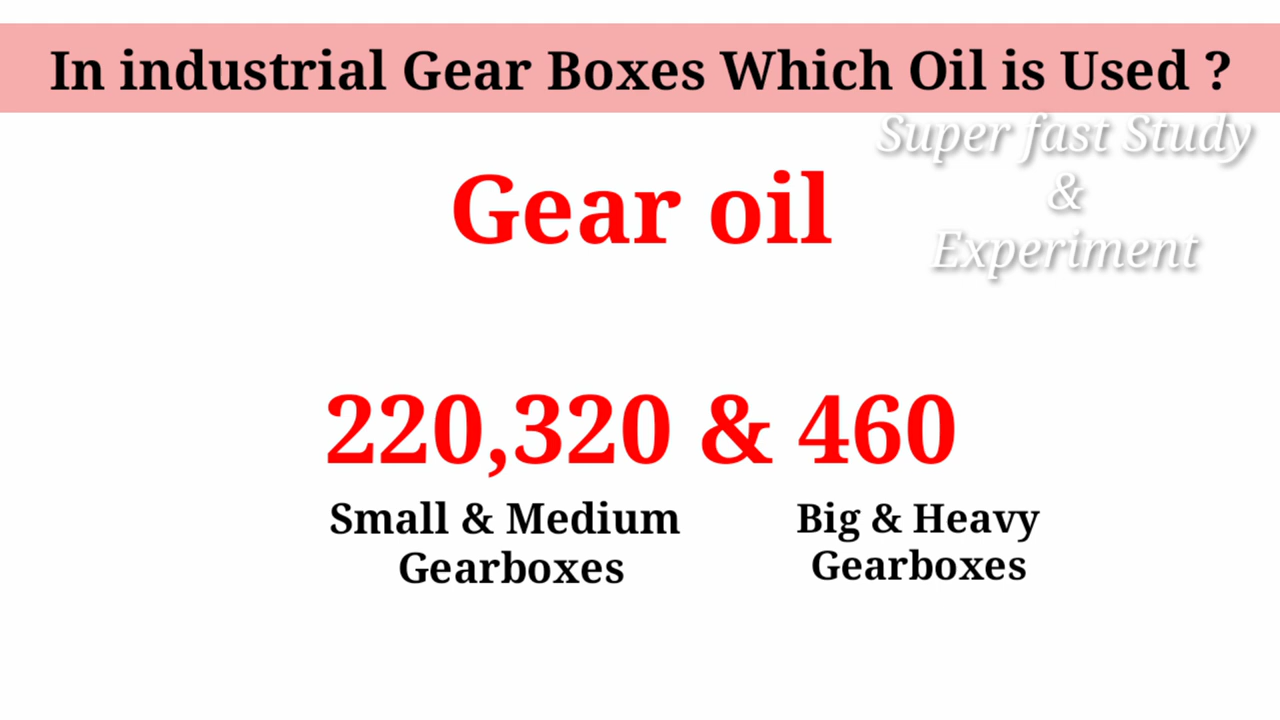 In industrial Gear Boxes Which Oil is Used ?
Super fast Study
&
Experiment
Gear oil
220,320 & 460
Small & Medium
Gearboxes
Big & Heavy
Gearboxes